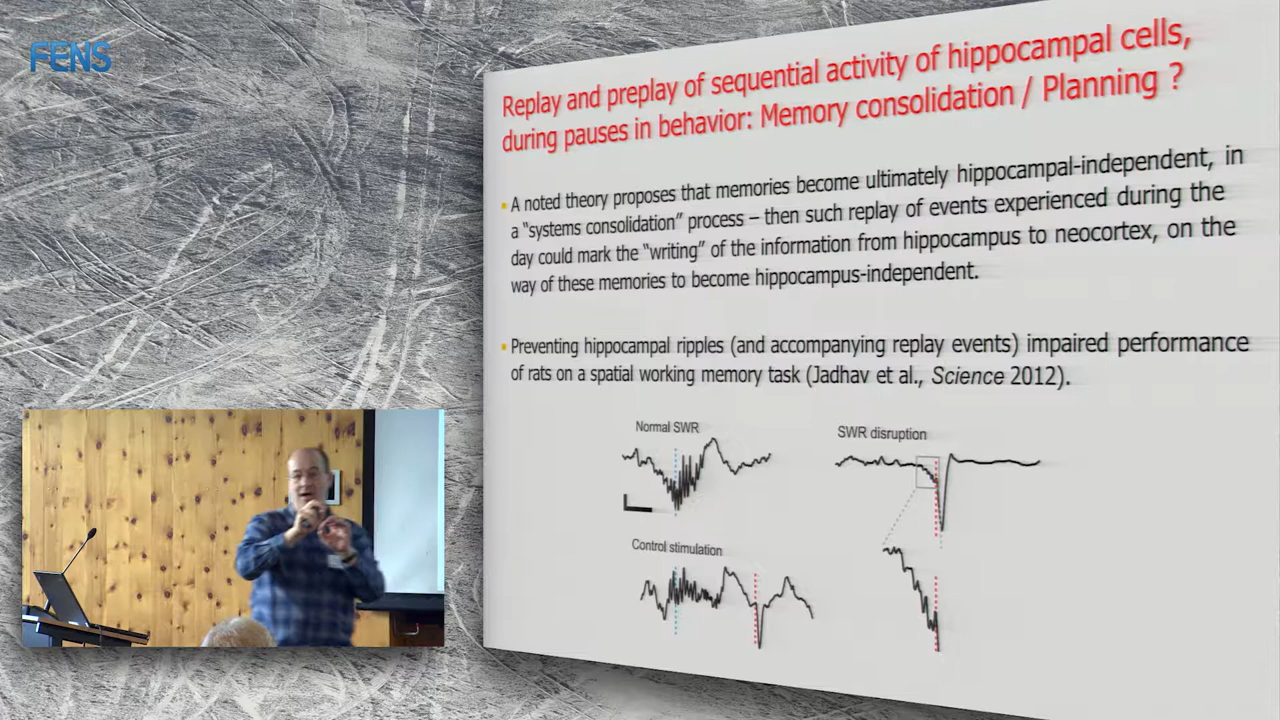 FENS
Replay and preplay of sequential activity of hippocampal cells,
during pauses in behavior: Memory consolidation / Planning ?
• A noted theory proposes that memories become ultimately hippocampal-independent, in
a “systems consolidation” process – then such replay of events experienced during the
day could mark the “writing” of the information from hippocampus to neocortex, on the
way of these memories to become hippocampus-independent.
• Preventing hippocampal ripples (and accompanying replay events) impaired performance
of rats on a spatial working memory task (Jadhav et al., Science 2012).
Normal SWR
SWR disruption
Control stimulation